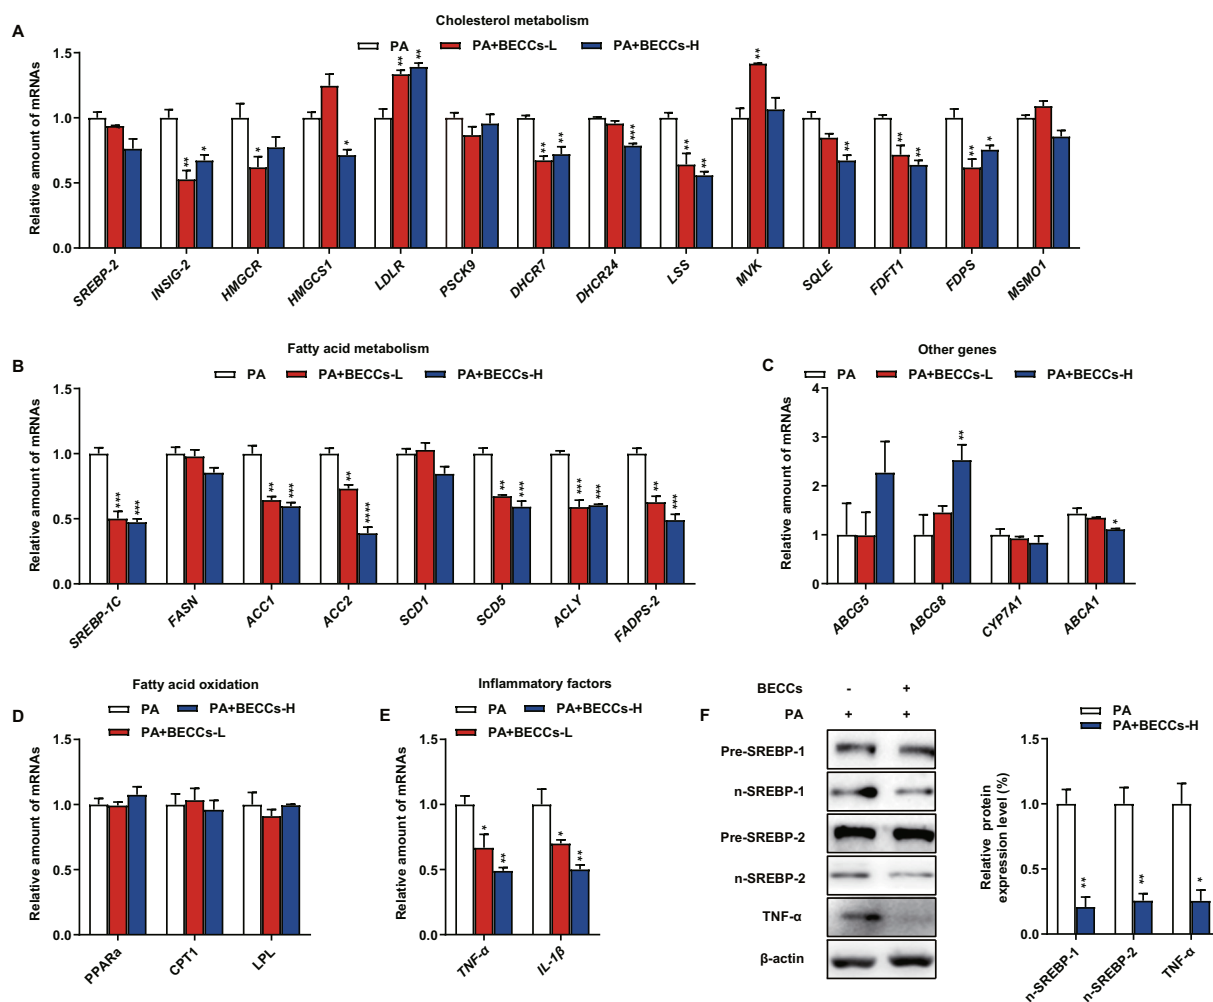 A
Cholesterol metabolism
PA PA+BECCs-L PA+BECCs-H
Relative amount of mRNAs
1.5
1.0
0.5
0.0
** * * * ** ** ** ** *** ** ** ** ** ** ** ** *
SREBP-2 INSIG-2 HMGCR HMGCS1 LDLR PSCK9 DHCR7 DHCR24 LSS MVK SQLE FDFT1 FDPS MSMO1
B
Fatty acid metabolism
PA PA+BECCs-L PA+BECCs-H
Relative amount of mRNAs
1.5
1.0
0.5
0.0
*** *** ** *** ** **** ** *** *** *** ** ***
SREBP-1C FASN ACC1 ACC2 SCD1 SCD5 ACLY FADPS-2
C
Other genes
PA PA+BECCs-L PA+BECCs-H
Relative amount of mRNAs
4
3
2
1
0
** *
ABCG5 ABCG8 CYP7A1 ABCA1
D
Fatty acid oxidation
PA PA+BECCs-H
PA+BECCs-L
Relative amount of mRNAs
1.5
1.0
0.5
0.0
PPARa CPT1 LPL
E
Inflammatory factors
PA PA+BECCs-H
PA+BECCs-L
Relative amount of mRNAs
1.5
1.0
0.5
0.0
* ** * **
TNF-α IL-1β
F
BECCs - +
PA + +
Pre-SREBP-1
n-SREBP-1
Pre-SREBP-2
n-SREBP-2
TNF-α
β-actin
PA
PA+BECCs-H
Relative protein
expression level (%)
1.5
1.0
0.5
0.0
** ** *
n-SREBP-1 n-SREBP-2 TNF-α